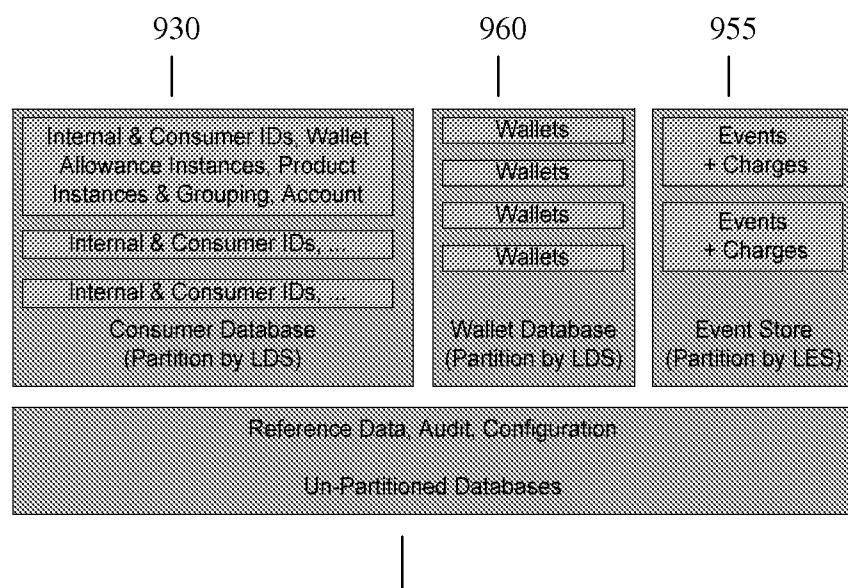 930
960
955
Internal & Consumer IDs, Wallet
Allowance Instances, Product
Instances & Grouping, Account
Internal & Consumer IDs, ...
Internal & Consumer IDs, ...
Consumer Database
(Partition by LDS)
Wallets
Wallets
Wallets
Wallets
Wallet Database
(Partition by LDS)
Events
+ Charges
Events
+ Charges
Event Store
(Partition by LES)
Reference Data, Audit, Configuration
Un-Partitioned Databases